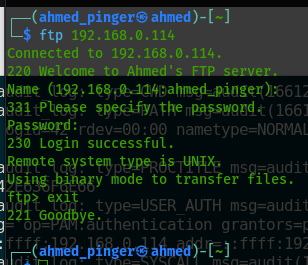 ┌──(ahmed_pinger㉿ahmed)-[~]
└─$ ftp 192.168.0.114
Connected to 192.168.0.114.
220 Welcome to Ahmed's FTP server.
Name (192.168.0.114:ahmed_pinger):
331 Please specify the password.
Password:
230 Login successful.
Remote system type is UNIX.
Using binary mode to transfer files.
ftp> exit
221 Goodbye.
┌──(ahmed_pinger㉿ahmed)-[~]